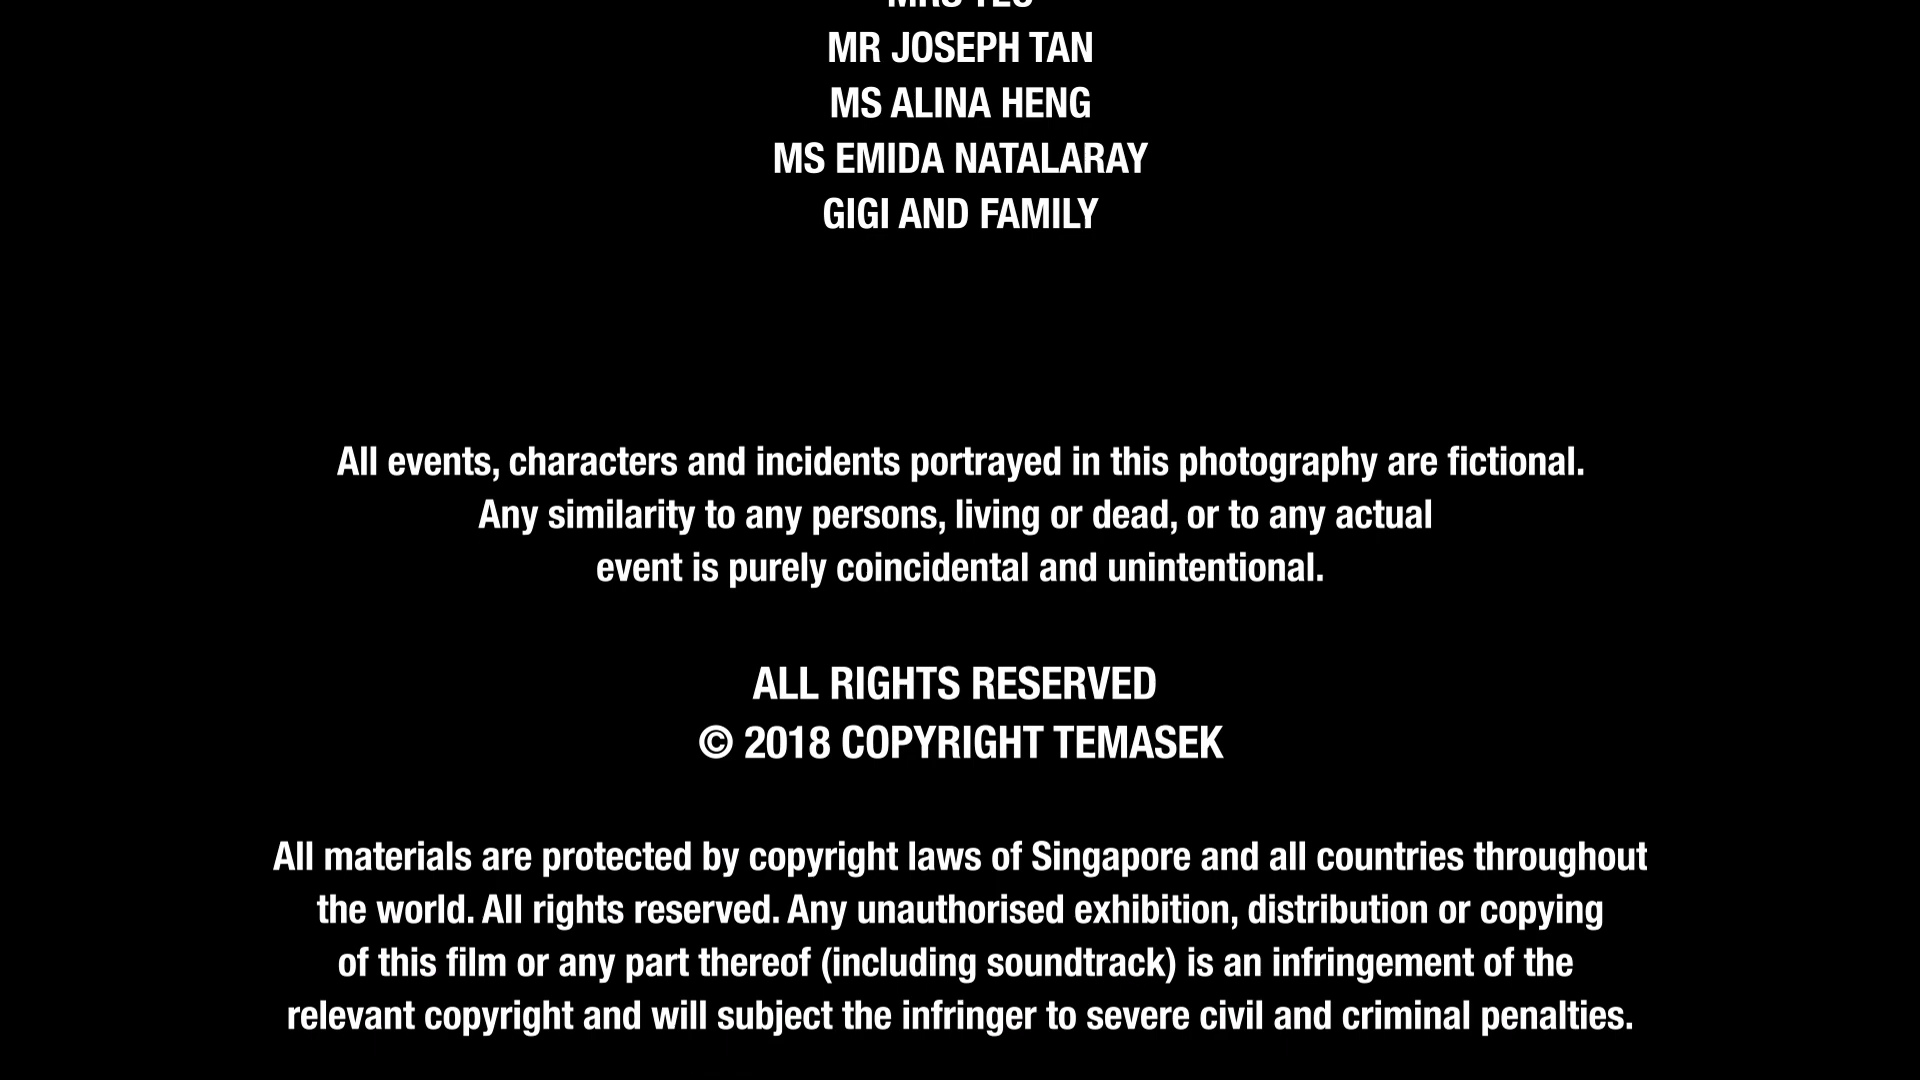 MR JOSEPH TAN
MS ALINA HENG
MS EMIDA NATALARAY
GIGI AND FAMILY
All events, characters and incidents portrayed in this photography are fictional.
Any similarity to any persons, living or dead, or to any actual
event is purely coincidental and unintentional.
ALL RIGHTS RESERVED
© 2018 COPYRIGHT TEMASEK
All materials are protected by copyright laws of Singapore and all countries throughout
the world. All rights reserved. Any unauthorised exhibition, distribution or copying
of this film or any part thereof (including soundtrack) is an infringement of the
relevant copyright and will subject the infringer to severe civil and criminal penalties.